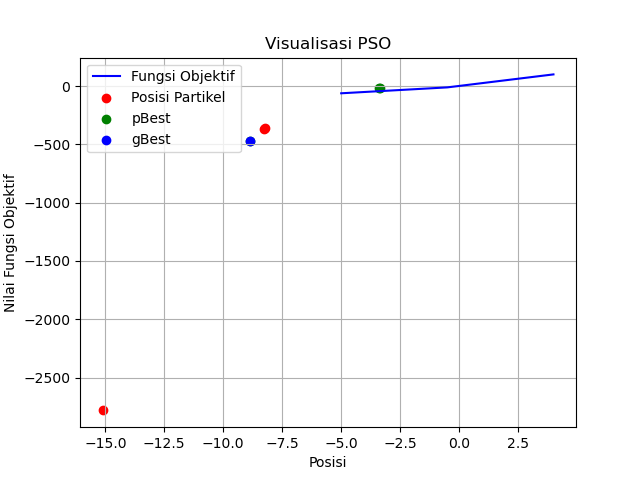 Visualisasi PSO
Fungsi Objektif
Posisi Partikel
pBest
gBest
Nilai Fungsi Objektif
0
−500
−1000
−1500
−2000
−2500
−15.0 −12.5 −10.0 −7.5 −5.0 −2.5 0.0 2.5
Posisi